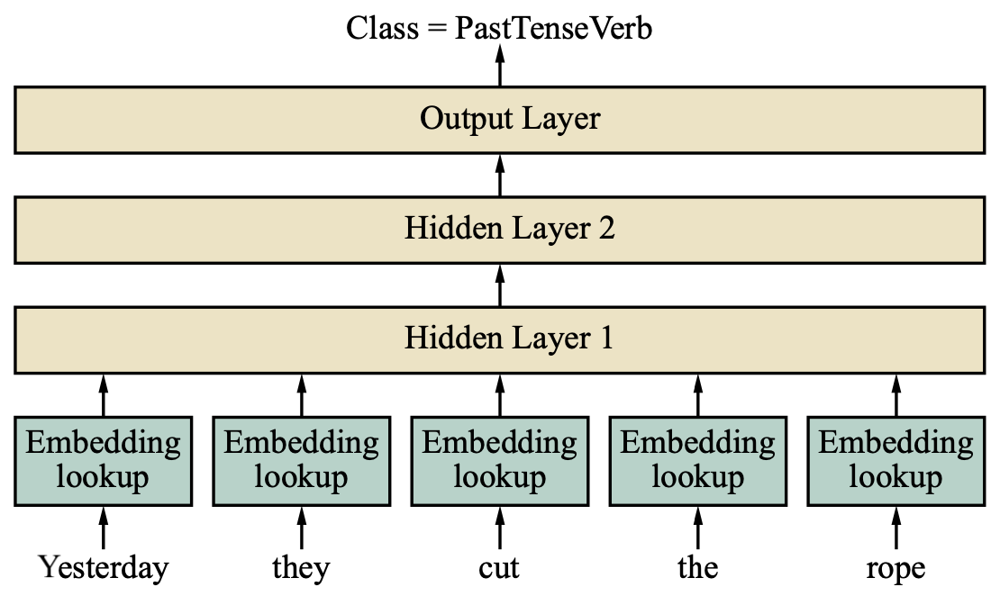 Class = PastTenseVerb
Output Layer
Hidden Layer 2
Hidden Layer 1
Embedding lookup
Embedding lookup
Embedding lookup
Embedding lookup
Embedding lookup
Yesterday they cut the rope